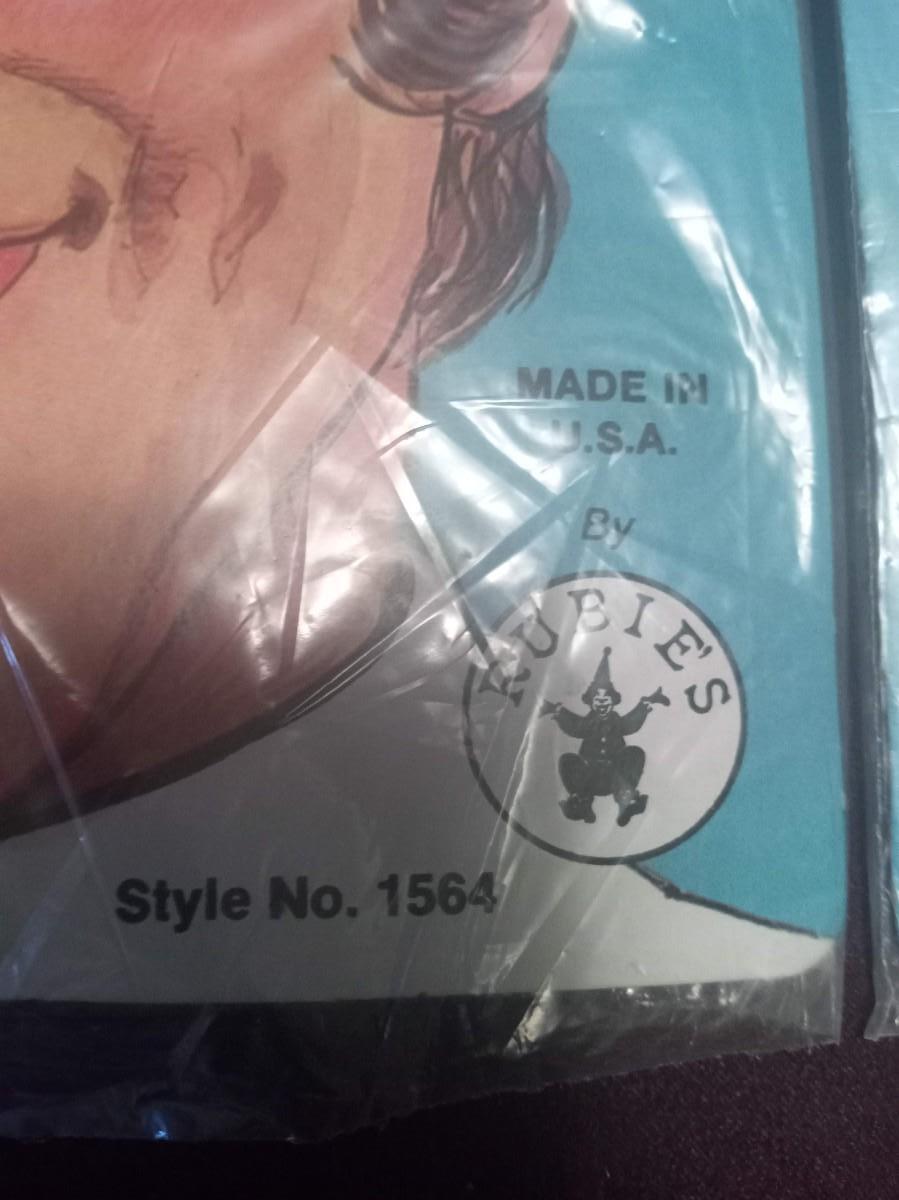 MADE IN
U.S.A.
By
RUBIE'S
Style No. 1564